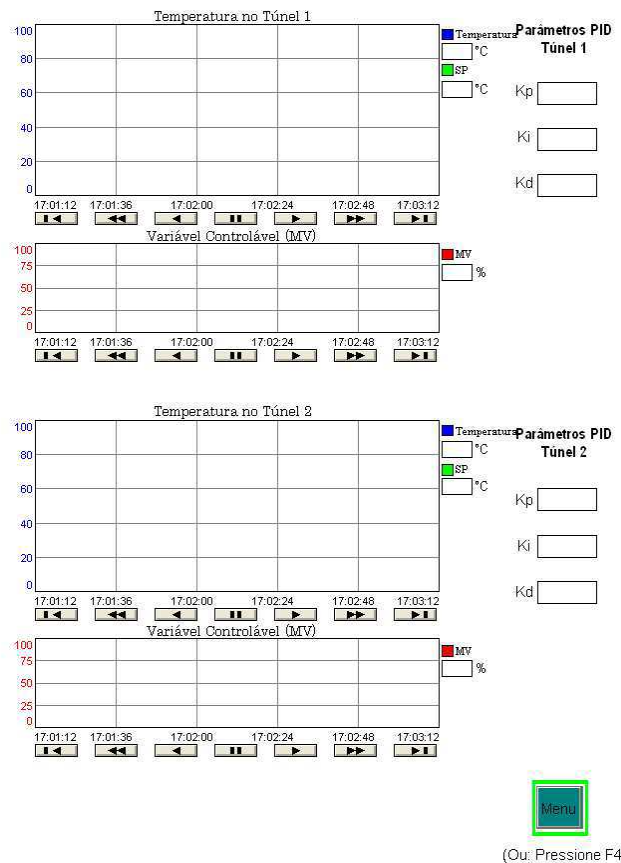 Temperatura no Túnel 1
100
80
60
40
20
0
17:01:12 17:01:36 17:02:00 17:02:24 17:02:48 17:03:12
Temperatura
°C
SP
°C
Parámetros PID
Túnel 1
Kp
Ki
Kd
Variável Controlável (MV)
100
75
50
25
0
17:01:12 17:01:36 17:02:00 17:02:24 17:02:48 17:03:12
MV
%
Temperatura no Túnel 2
100
80
60
40
20
0
17:01:12 17:01:36 17:02:00 17:02:24 17:02:48 17:03:12
Temperatura
°C
SP
°C
Parámetros PID
Túnel 2
Kp
Ki
Kd
Variável Controlável (MV)
100
75
50
25
0
17:01:12 17:01:36 17:02:00 17:02:24 17:02:48 17:03:12
MV
%
Menu
(Ou: Pressione F4